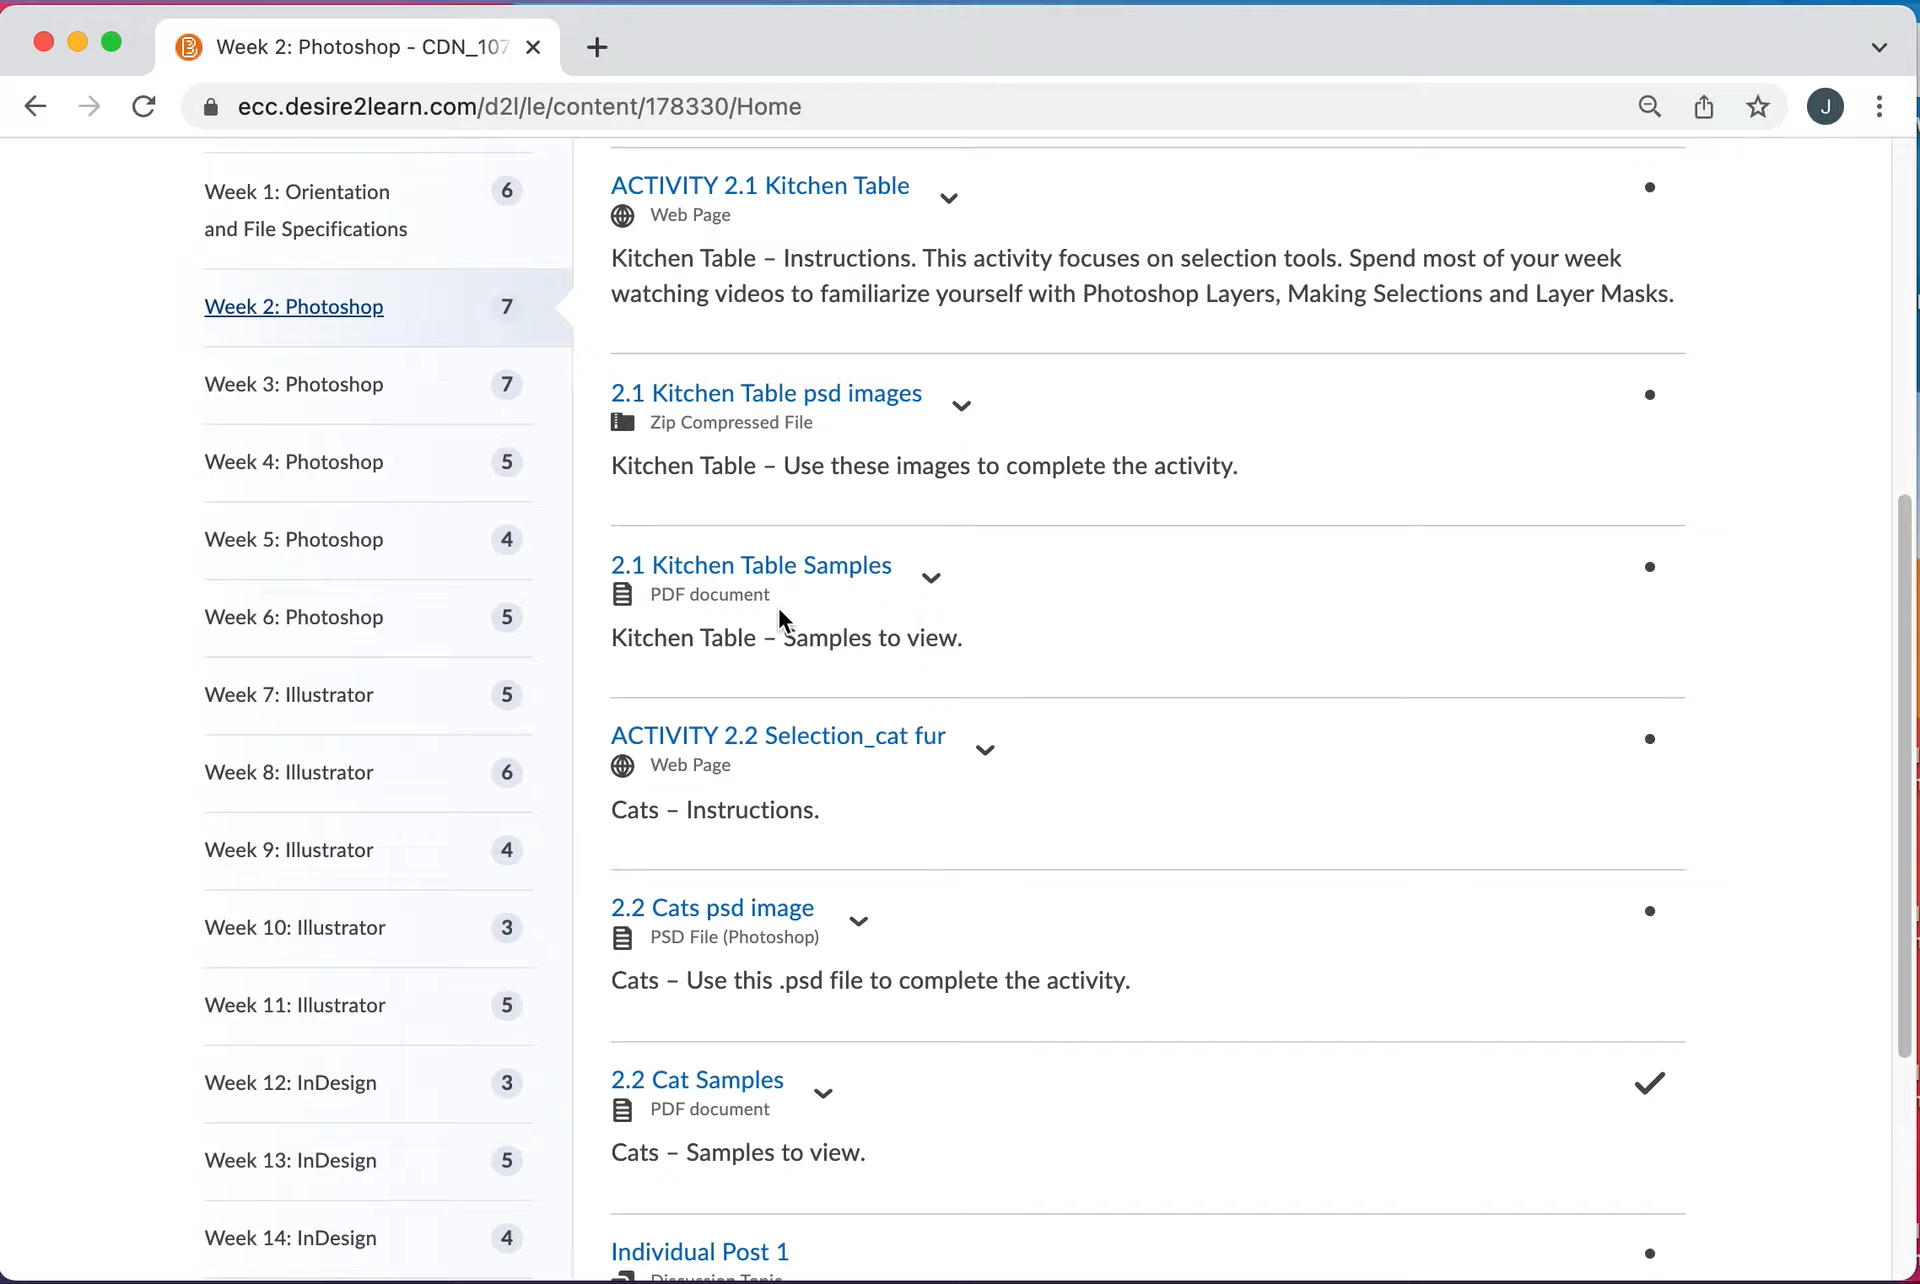 Week 2: Photoshop - CDN_107
ecc.desire2learn.com/d2l/le/content/178330/Home
J
Week 1: Orientation and File Specifications 6
Week 2: Photoshop 7
Week 3: Photoshop 7
Week 4: Photoshop 5
Week 5: Photoshop 4
Week 6: Photoshop 5
Week 7: Illustrator 5
Week 8: Illustrator 6
Week 9: Illustrator 4
Week 10: Illustrator 3
Week 11: Illustrator 5
Week 12: InDesign 3
Week 13: InDesign 5
Week 14: InDesign 4
ACTIVITY 2.1 Kitchen Table
Web Page
Kitchen Table – Instructions. This activity focuses on selection tools. Spend most of your week
watching videos to familiarize yourself with Photoshop Layers, Making Selections and Layer Masks.
2.1 Kitchen Table psd images
Zip Compressed File
Kitchen Table – Use these images to complete the activity.
2.1 Kitchen Table Samples
PDF document
Kitchen Table – Samples to view.
ACTIVITY 2.2 Selection_cat fur
Web Page
Cats – Instructions.
2.2 Cats psd image
PSD File (Photoshop)
Cats – Use this .psd file to complete the activity.
2.2 Cat Samples
PDF document
Cats – Samples to view.
Individual Post 1
Discussion Topic